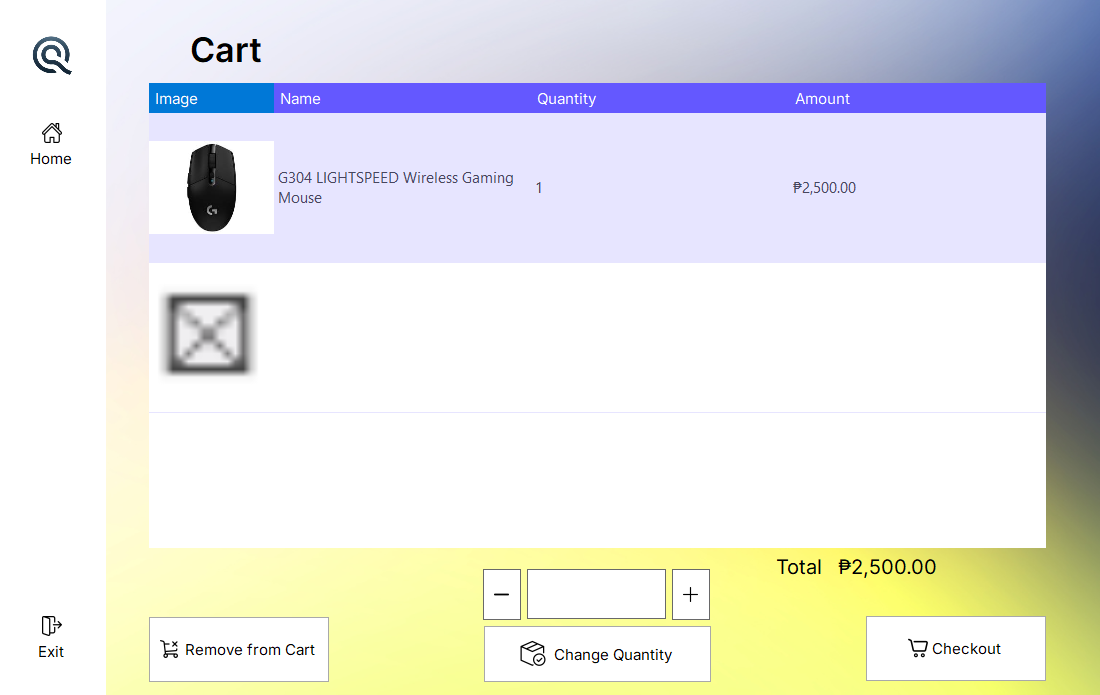 Cart
Home
Image Name Quantity Amount
G304 LIGHTSPEED Wireless Gaming
Mouse
1
₱2,500.00
Total ₱2,500.00
Remove from Cart
Change Quantity
Checkout
Exit